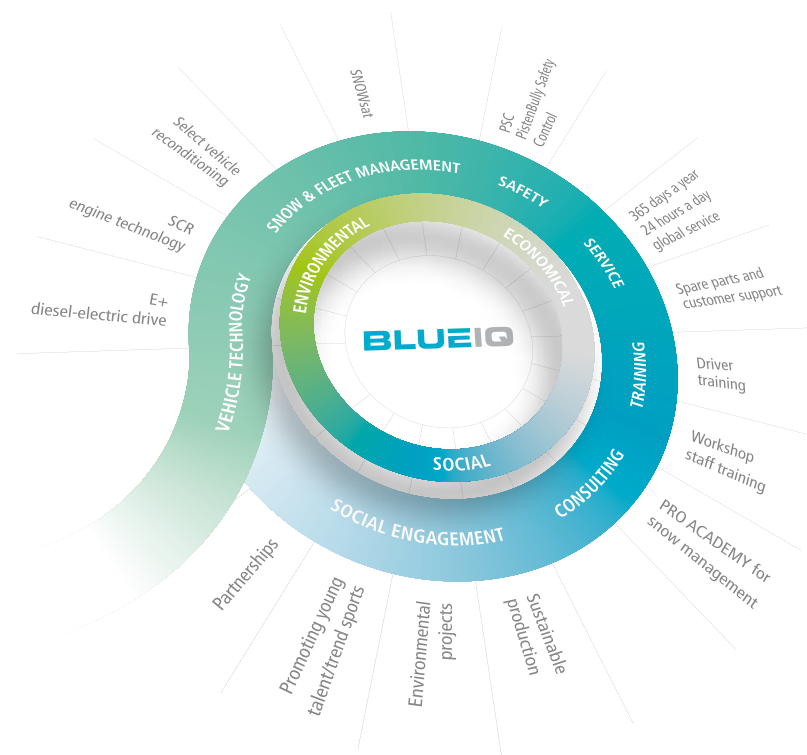 BLUEIQ
ENVIRONMENTAL
ECONOMICAL
SOCIAL
VEHICLE TECHNOLOGY
SNOW & FLEET MANAGEMENT
SAFETY
SERVICE
TRAINING
CONSULTING
SOCIAL ENGAGEMENT
E+
diesel-electric drive
SCR
engine technology
Select vehicle
reconditioning
SNOWsat
PSC
PistenBully Safety
Control
365 days a year
24 hours a day
global service
Spare parts and
customer support
Driver
training
Workshop
staff training
PRO ACADEMY for
snow management
Sustainable
production
Environmental
projects
Promoting young
talent/trend sports
Partnerships